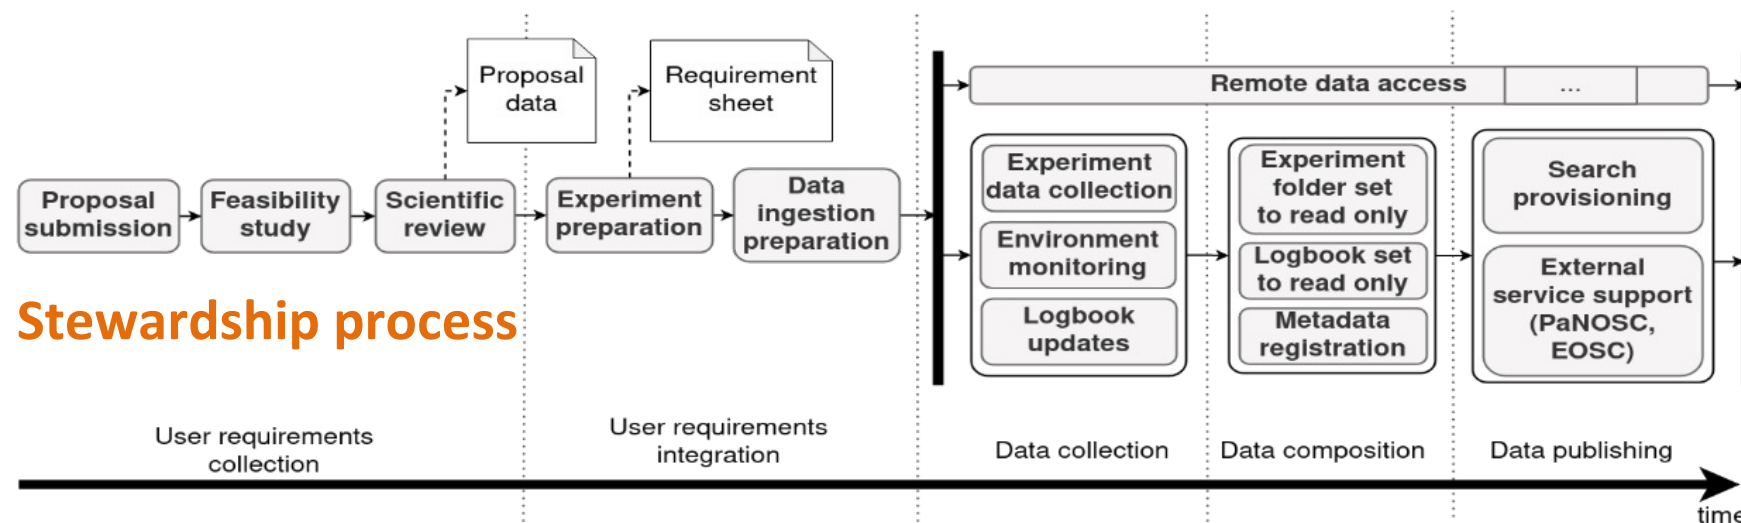 Proposal
data
Requirement
sheet
Remote data access
...
Proposal
submission
Feasibility
study
Scientific
review
Experiment
preparation
Data
ingestion
preparation
Experiment
data collection
Environment
monitoring
Logbook
updates
Experiment
folder set
to read only
Logbook set
to read only
Metadata
registration
Search
provisioning
External
service support
(PaNOSC,
EOSC)
Stewardship process
User requirements
collection
User requirements
integration
Data collection
Data composition
Data publishing
time